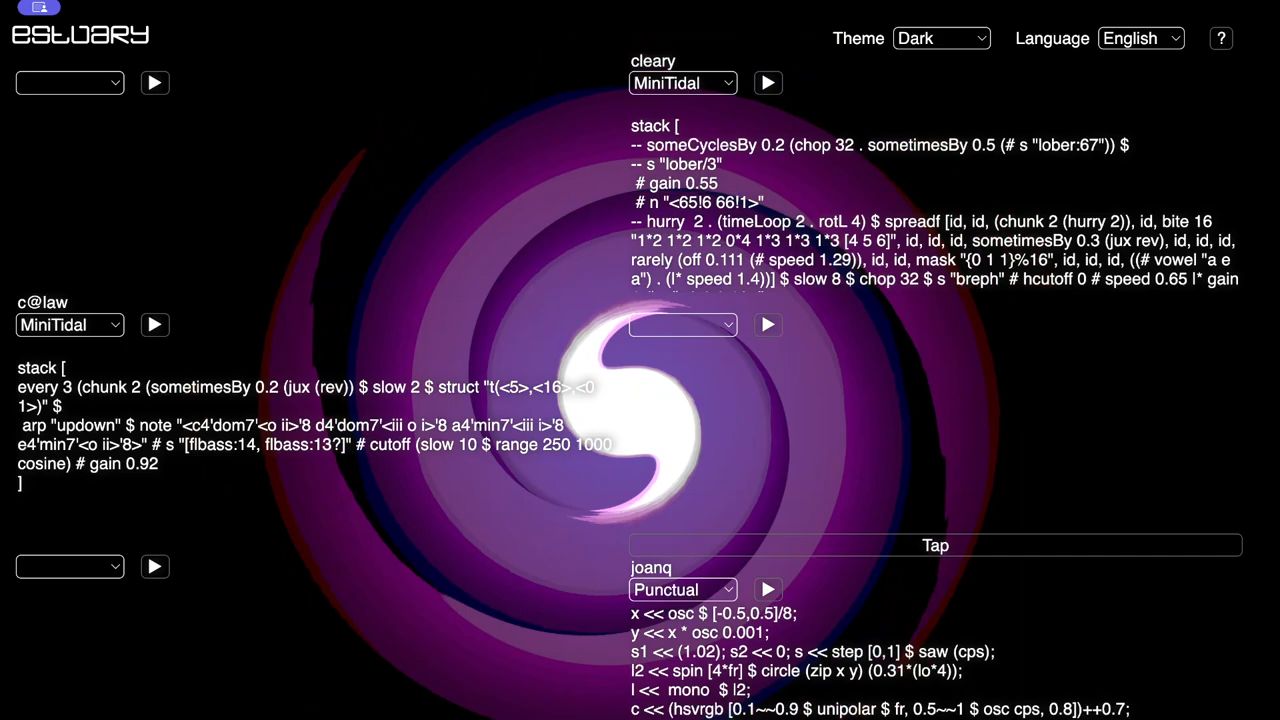 estuary
Theme
Dark
Language
English
?
cleary
MiniTidal
stack [
-- someCyclesBy 0.2 (chop 32 . sometimesBy 0.5 (# s "lober:67")) $
-- s "lober/3"
# gain 0.55
# n "<65!6 66!1>"
-- hurry  2 . (timeLoop 2 . rotL 4) $ spreadf [id, id, (chunk 2 (hurry 2)), id, bite 16
"1*2 1*2 1*2 0*4 1*3 1*3 1*3 [4 5 6]", id, id, id, sometimesBy 0.3 (jux rev), id, id, id,
rarely (off 0.111 (# speed 1.29)), id, id, mask "{0 1 1}%16", id, id, id, ((# vowel "a e
a") . (|* speed 1.4))] $ slow 8 $ chop 32 $ s "breph" # hcutoff 0 # speed 0.65 |* gain
c@law
MiniTidal
stack [
every 3 (chunk 2 (sometimesBy 0.2 (jux (rev)) $ slow 2 $ struct "t(<5>,<16>,<0
1>)" $
arp "updown" $ note "<c4'dom7'<o ii>'8 d4'dom7'<iii o i>'8 a4'min7'<iii i>'8
e4'min7'<o ii>'8>" # s "[flbass:14, flbass:13?]" # cutoff (slow 10 $ range 250 1000
cosine) # gain 0.92
]
Tap
joanq
Punctual
x << osc $ [-0.5,0.5]/8;
y << x * osc 0.001;
s1 << (1.02); s2 << 0; s << step [0,1] $ saw (cps);
l2 << spin [4*fr] $ circle (zip x y) (0.31*(lo*4));
l << mono $ l2;
c << (hsvrgb [0.1~~0.9 $ unipolar $ fr, 0.5~~1 $ osc cps, 0.8])++0.7;